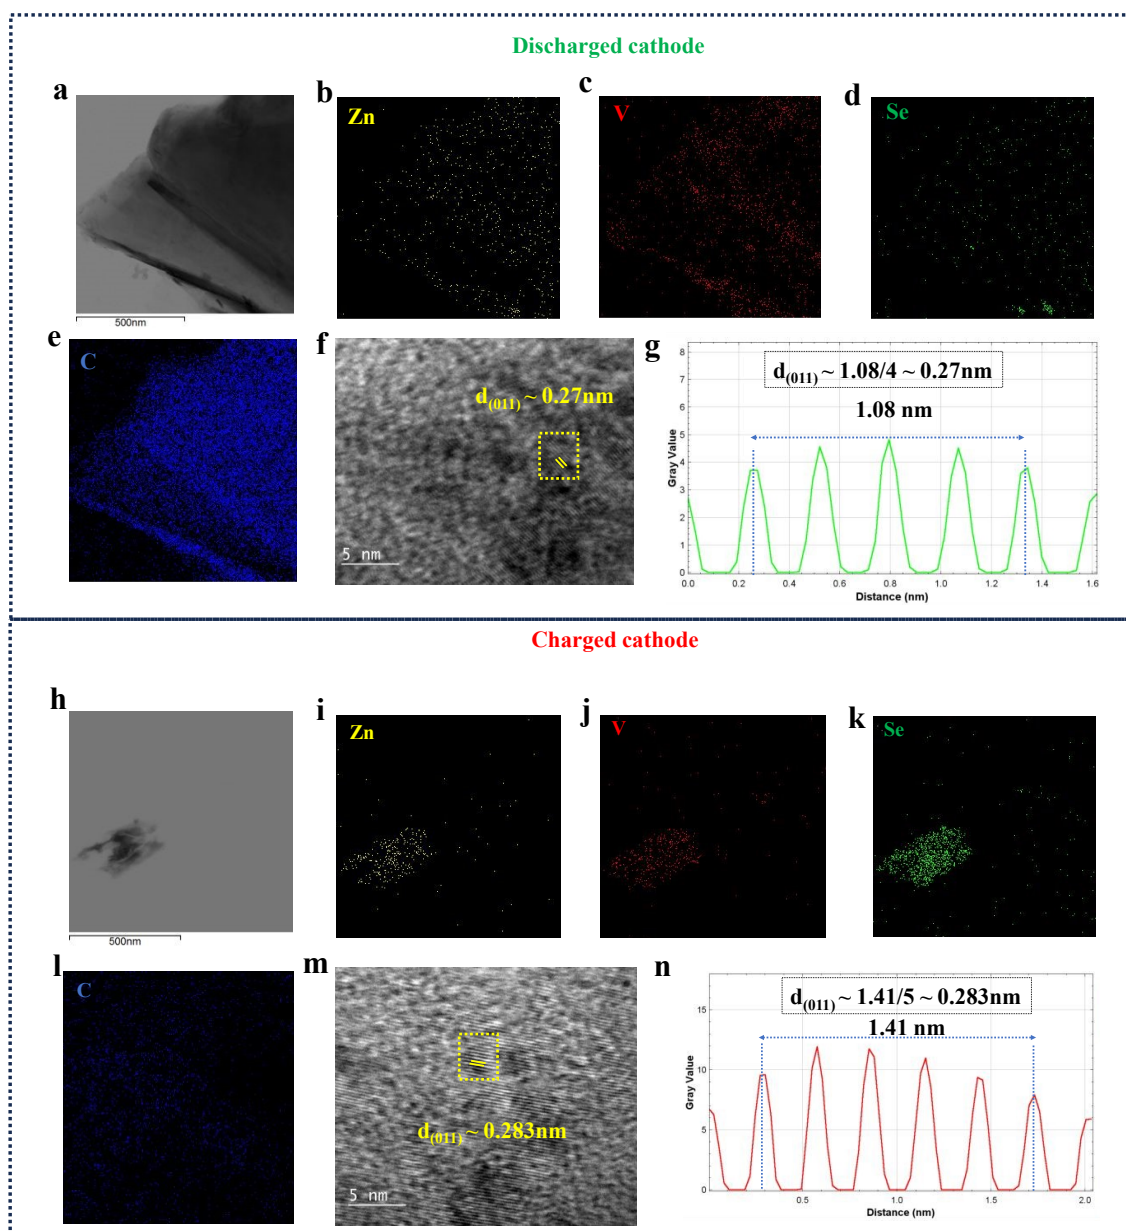 Discharged cathode
a
500nm
b
Zn
c
V
d
Se
e
C
f
d(011) ~ 0.27nm
5 nm
g
d(011) ~ 1.08/4 ~ 0.27nm
1.08 nm
8
7
6
5
4
3
2
1
0
Gray Value
0.0 0.2 0.4 0.6 0.8 1.0 1.2 1.4 1.6
Distance (nm)
Charged cathode
h
500nm
i
Zn
j
V
k
Se
l
C
m
d(011) ~ 0.283nm
5 nm
n
d(011) ~ 1.41/5 ~ 0.283nm
1.41 nm
15
10
5
0
Gray Value
0.5 1.0 1.5 2.0
Distance (nm)